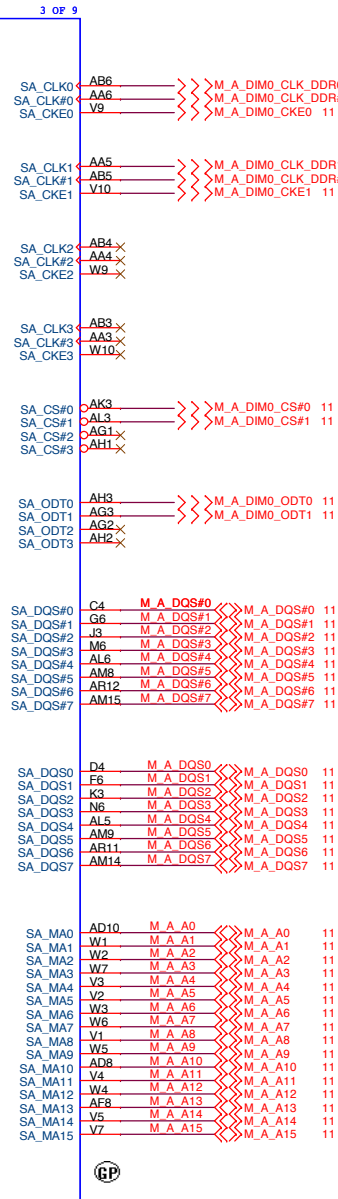 3 OF 9
SA_CLK0 AB6 M_A_DIM0_CLK_DDR
SA_CLK#0 AA6 M_A_DIM0_CLK_DDR
SA_CKE0 V9 M_A_DIM0_CKE0 11
SA_CLK1 AA5 M_A_DIM0_CLK_DDR
SA_CLK#1 AB5 M_A_DIM0_CLK_DDR
SA_CKE1 V10 M_A_DIM0_CKE1 11
SA_CLK2 AB4
SA_CLK#2 AA4
SA_CKE2 W9
SA_CLK3 AB3
SA_CLK#3 AA3
SA_CKE3 W10
SA_CS#0 AK3 M_A_DIM0_CS#0 11
SA_CS#1 AL3 M_A_DIM0_CS#1 11
SA_CS#2 AG1
SA_CS#3 AH1
SA_ODT0 AH3 M_A_DIM0_ODT0 11
SA_ODT1 AG3 M_A_DIM0_ODT1 11
SA_ODT2 AG2
SA_ODT3 AH2
SA_DQS#0 C4 M_A_DQS#0 M_A_DQS#0 11
SA_DQS#1 G6 M_A_DQS#1 M_A_DQS#1 11
SA_DQS#2 J3 M_A_DQS#2 M_A_DQS#2 11
SA_DQS#3 M6 M_A_DQS#3 M_A_DQS#3 11
SA_DQS#4 AL6 M_A_DQS#4 M_A_DQS#4 11
SA_DQS#5 AM8 M_A_DQS#5 M_A_DQS#5 11
SA_DQS#6 AR12 M_A_DQS#6 M_A_DQS#6 11
SA_DQS#7 AM15 M_A_DQS#7 M_A_DQS#7 11
SA_DQS0 D4 M_A_DQS0 M_A_DQS0 11
SA_DQS1 F6 M_A_DQS1 M_A_DQS1 11
SA_DQS2 K3 M_A_DQS2 M_A_DQS2 11
SA_DQS3 N6 M_A_DQS3 M_A_DQS3 11
SA_DQS4 AL5 M_A_DQS4 M_A_DQS4 11
SA_DQS5 AM9 M_A_DQS5 M_A_DQS5 11
SA_DQS6 AR11 M_A_DQS6 M_A_DQS6 11
SA_DQS7 AM14 M_A_DQS7 M_A_DQS7 11
SA_MA0 AD10 M_A_A0 M_A_A0 11
SA_MA1 W1 M_A_A1 M_A_A1 11
SA_MA2 W2 M_A_A2 M_A_A2 11
SA_MA3 W7 M_A_A3 M_A_A3 11
SA_MA4 V3 M_A_A4 M_A_A4 11
SA_MA5 V2 M_A_A5 M_A_A5 11
SA_MA6 W3 M_A_A6 M_A_A6 11
SA_MA7 W6 M_A_A7 M_A_A7 11
SA_MA8 V1 M_A_A8 M_A_A8 11
SA_MA9 W5 M_A_A9 M_A_A9 11
SA_MA10 AD8 M_A_A10 M_A_A10 11
SA_MA11 V4 M_A_A11 M_A_A11 11
SA_MA12 W4 M_A_A12 M_A_A12 11
SA_MA13 AF8 M_A_A13 M_A_A13 11
SA_MA14 V5 M_A_A14 M_A_A14 11
SA_MA15 V7 M_A_A15 M_A_A15 11
GP